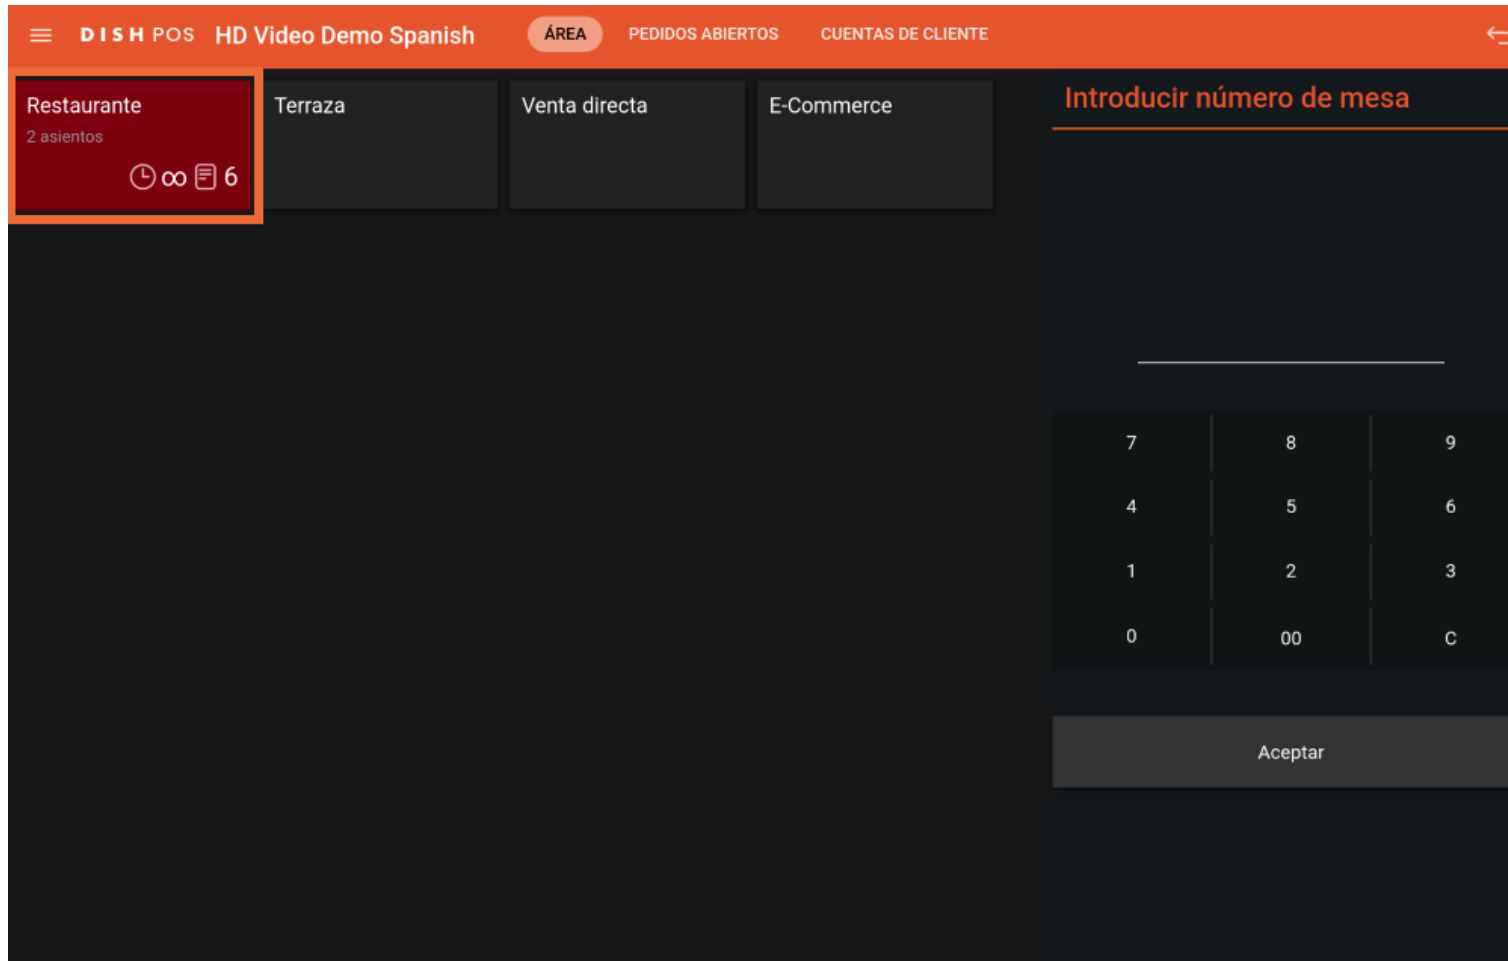 DISH POS HD Video Demo Spanish ÁREA PEDIDOS ABIERTOS CUENTAS DE CLIENTE
Restaurante
2 asientos
∞ 6
Terraza
Venta directa
E-Commerce
Introducir número de mesa
7 8 9
4 5 6
1 2 3
0 00 C
Aceptar